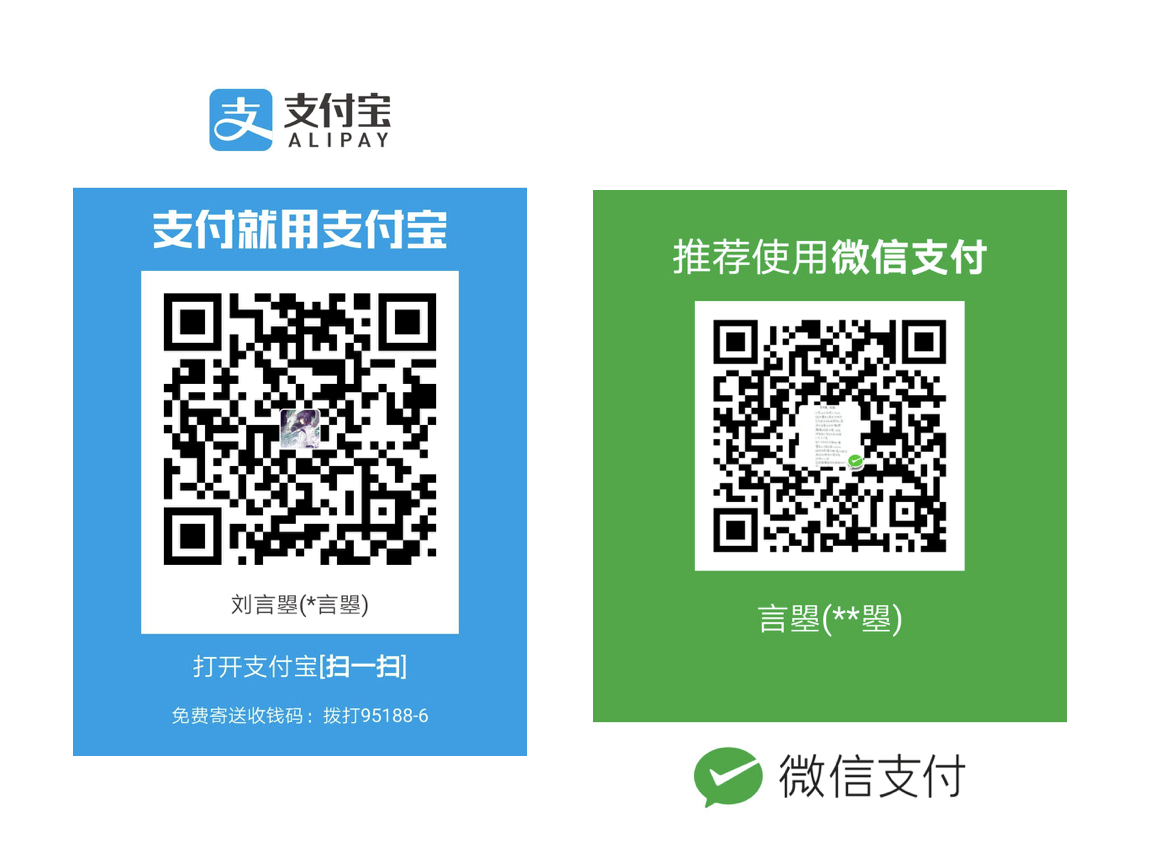 支付宝
ALIPAY
支付就用支付宝
刘言曌(*言曌)
打开支付宝[扫一扫]
免费寄送收钱码：拨打95188-6
推荐使用微信支付
言曌(**曌)
微信支付